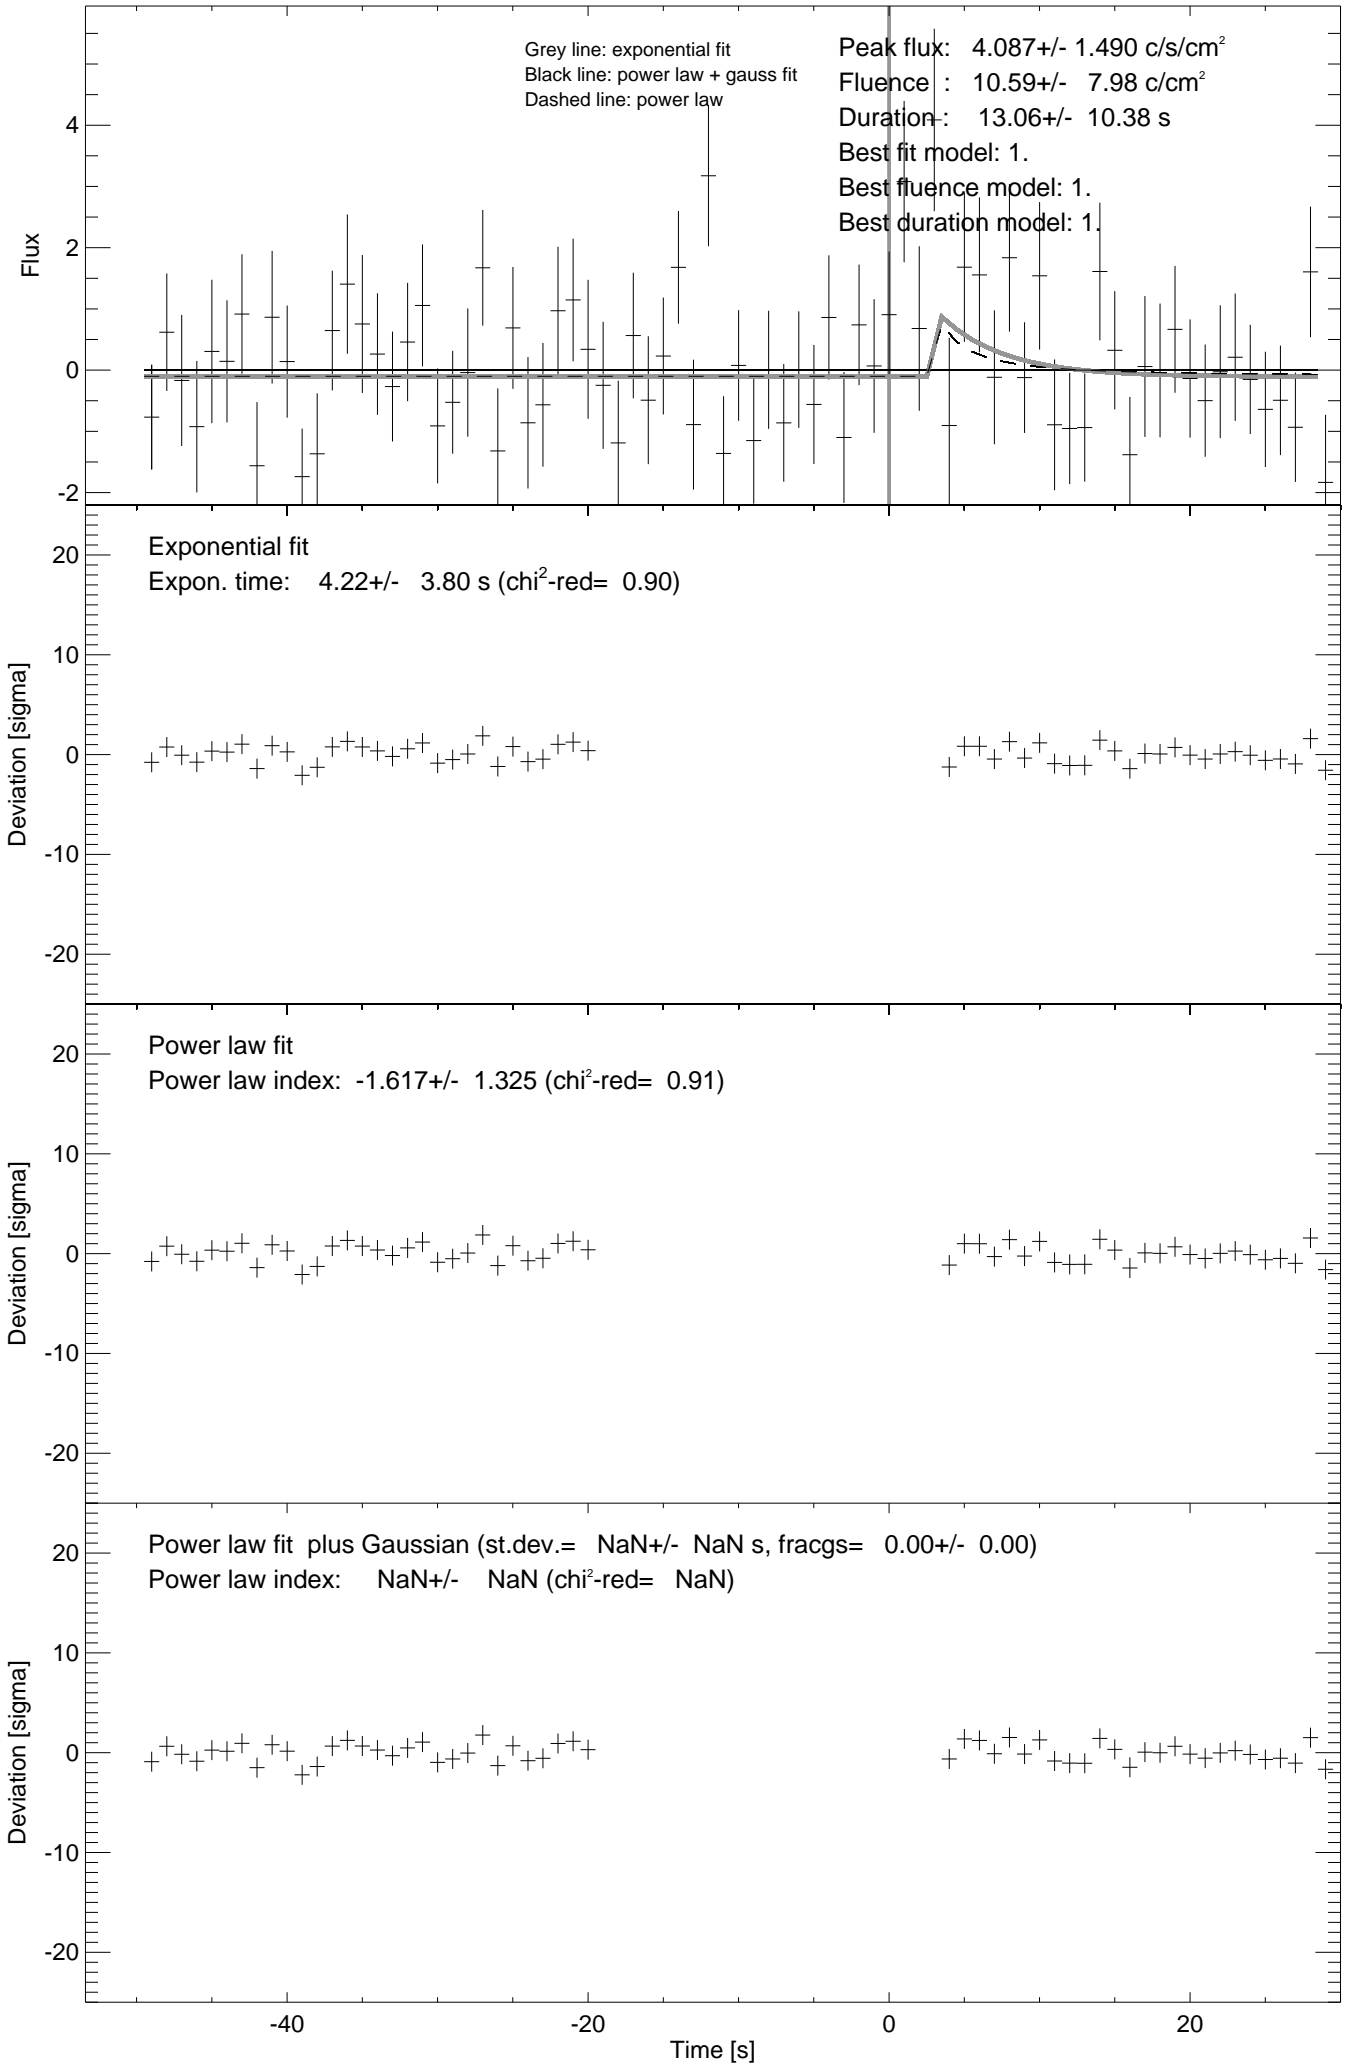 Grey line: exponential fit
Black line: power law + gauss fit
Dashed line: power law
Peak flux: 4.087+/- 1.490 c/s/cm²
Fluence : 10.59+/- 7.98 c/cm²
Duration : 13.06+/- 10.38 s
Best fit model: 1.
Best fluence model: 1.
Best duration model: 1.
4
2
0
-2
Flux
Exponential fit
Expon. time: 4.22+/- 3.80 s (chi²-red= 0.90)
20
10
0
-10
-20
Deviation [sigma]
Power law fit
Power law index: -1.617+/- 1.325 (chi²-red= 0.91)
20
10
0
-10
-20
Deviation [sigma]
Power law fit plus Gaussian (st.dev.= NaN+/- NaN s, fracgs= 0.00+/- 0.00)
Power law index: NaN+/- NaN (chi²-red= NaN)
20
10
0
-10
-20
Deviation [sigma]
-40 -20 0 20
Time [s]